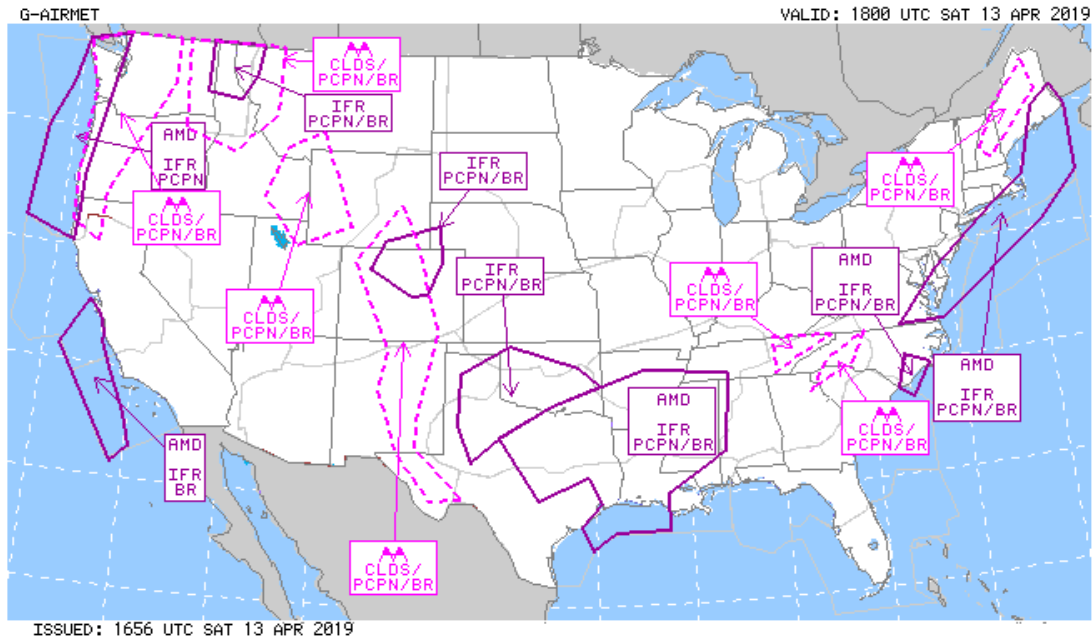 G-AIRMET
VALID: 1800 UTC SAT 13 APR 2019
CLDS/
PCPN/BR
IFR
PCPN/BR
AMD
IFR
PCPN
CLDS/
PCPN/BR
IFR
PCPN/BR
CLDS/
PCPN/BR
AMD
IFR
PCPN/BR
IFR
PCPN/BR
CLDS/
PCPN/BR
CLDS/
PCPN/BR
AMD
IFR
PCPN/BR
AMD
IFR
PCPN/BR
CLDS/
PCPN/BR
AMD
IFR
BR
CLDS/
PCPN/BR
ISSUED: 1656 UTC SAT 13 APR 2019